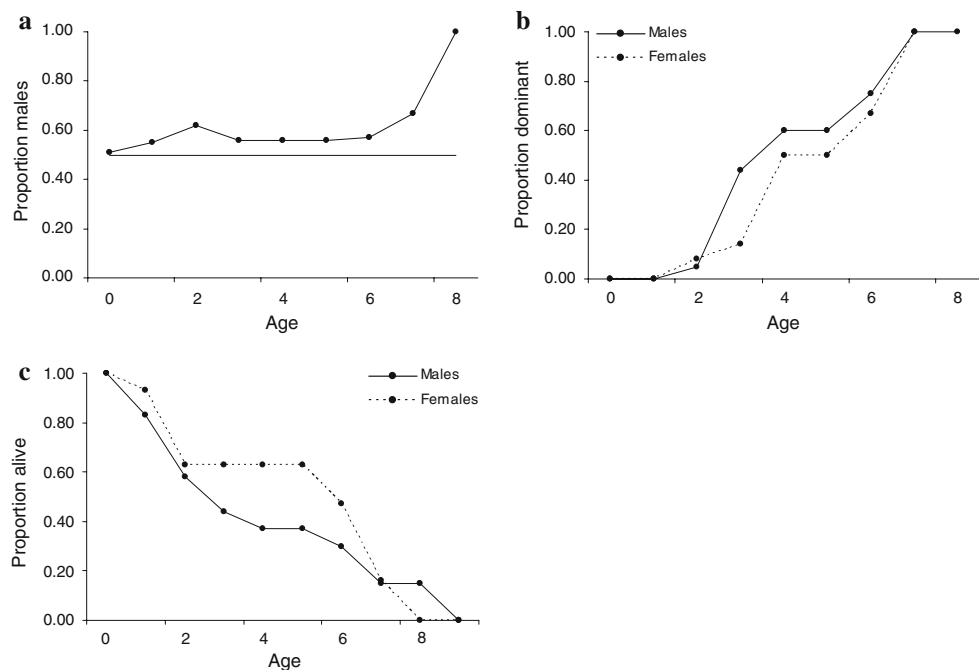 a
1.00
0.80
0.60
0.40
0.20
0.00
Proportion males
0 2 4 6 8
Age
b
Males
Females
1.00
0.80
0.60
0.40
0.20
0.00
Proportion dominant
0 2 4 6 8
Age
c
Males
Females
1.00
0.80
0.60
0.40
0.20
0.00
Proportion alive
0 2 4 6 8
Age